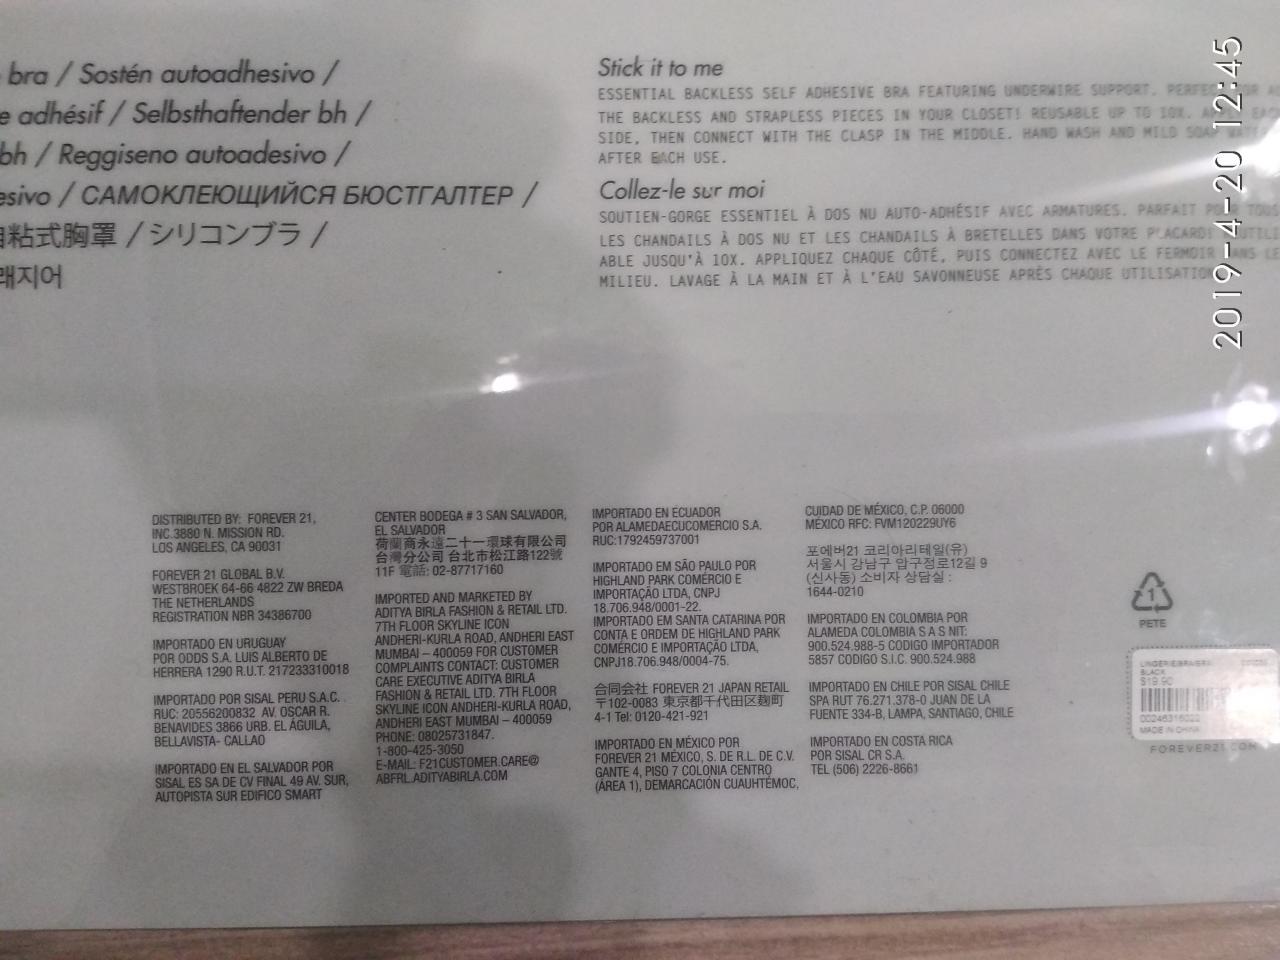 bra / Sostén autoadhesivo /
adhésif / Selbsthaftender bh /
bh / Reggiseno autoadesivo /
/ САМОКЛЕЮЩИЙСЯ БЮСТГАЛТЕР /
自粘式胸罩 / シリコンブラ /
래지어
Stick it to me
ESSENTIAL BACKLESS SELF ADHESIVE BRA FEATURING UNDERWIRE SUPPORT. PERFECT FOR
THE BACKLESS AND STRAPLESS PIECES IN YOUR CLOSET! REUSABLE UP TO 10X. APPLY EACH
SIDE, THEN CONNECT WITH THE CLASP IN THE MIDDLE. HAND WASH AND MILD SOAP WATER
AFTER EACH USE.
Collez-le sur moi
SOUTIEN-GORGE ESSENTIEL À DOS NU AUTO-ADHÉSIF AVEC ARMATURES. PARFAIT POUR TOUS
LES CHANDAILS À DOS NU ET LES CHANDAILS À BRETELLES DANS VOTRE PLACARD!
ABLE JUSQU'À 10X. APPLIQUEZ CHAQUE CÔTÉ, PUIS CONNECTEZ AVEC LE FERMOIR DANS LE
MILIEU. LAVAGE À LA MAIN ET À L'EAU SAVONNEUSE APRÈS CHAQUE UTILISATION
2019-4-20 12:45
DISTRIBUTED BY: FOREVER 21,
INC.3880 N. MISSION RD.
LOS ANGELES, CA 90031
FOREVER 21 GLOBAL B.V.
WESTBROEK 64-66 4822 ZW BREDA
THE NETHERLANDS
REGISTRATION NBR 34386700
IMPORTADO EN URUGUAY
POR ODDS S.A. LUIS ALBERTO DE
HERRERA 1290 R.U.T. 217233310018
IMPORTADO POR SISAL PERU S.A.C.
RUC: 20556200832 AV. OSCAR R.
BENAVIDES 3866 URB. EL ÁGUILA,
BELLAVISTA- CALLAO
IMPORTADO EN EL SALVADOR POR
SISAL ES SA DE CV FINAL 49 AV. SUR,
AUTOPISTA SUR EDIFICO SMART
CENTER BODEGA # 3 SAN SALVADOR,
EL SALVADOR
荷蘭商永遠二十一環球有限公司
台灣分公司 台北市松江路122號
11F 電話: 02-87717160
IMPORTED AND MARKETED BY
ADITYA BIRLA FASHION & RETAIL LTD.
7TH FLOOR SKYLINE ICON
ANDHERI-KURLA ROAD, ANDHERI EAST
MUMBAI – 400059 FOR CUSTOMER
COMPLAINTS CONTACT: CUSTOMER
CARE EXECUTIVE ADITYA BIRLA
FASHION & RETAIL LTD. 7TH FLOOR
SKYLINE ICON ANDHERI-KURLA ROAD,
ANDHERI EAST MUMBAI – 400059
PHONE: 08025731847.
1-800-425-3050
E-MAIL: F21CUSTOMER.CARE@
ABFRL.ADITYABIRLA.COM
IMPORTADO EN ECUADOR
POR ALAMEDAECUCOMERCIO S.A.
RUC:1792459737001
IMPORTADO EM SÃO PAULO POR
HIGHLAND PARK COMÉRCIO E
IMPORTAÇÃO LTDA, CNPJ
18.706.948/0001-22.
IMPORTADO EM SANTA CATARINA POR
CONTA E ORDEM DE HIGHLAND PARK
COMÉRCIO E IMPORTAÇÃO LTDA,
CNPJ18.706.948/0004-75.
合同会社 FOREVER 21 JAPAN RETAIL
〒102-0083 東京都千代田区麹町
4-1 Tel: 0120-421-921
IMPORTADO EN MÉXICO POR
FOREVER 21 MÉXICO, S. DE R.L. DE C.V.
GANTE 4, PISO 7 COLONIA CENTRO
(ÁREA 1), DEMARCACIÓN CUAUHTÉMOC,
CUIDAD DE MÉXICO, C.P. 06000
MÉXICO RFC: FVM120229UY6
포에버21 코리아리테일(유)
서울시 강남구 압구정로12길 9
(신사동) 소비자 상담실 :
1644-0210
IMPORTADO EN COLOMBIA POR
ALAMEDA COLOMBIA S A S NIT:
900.524.988-5 CODIGO IMPORTADOR
5857 CODIGO S.I.C. 900.524.988
IMPORTADO EN CHILE POR SISAL CHILE
SPA RUT 76.271.378-0 JUAN DE LA
FUENTE 334-B, LAMPA, SANTIAGO, CHILE
IMPORTADO EN COSTA RICA
POR SISAL CR S.A.
TEL (506) 2226-8661
1
PETE
BLACK
$19.90
MADE IN CHINA
FOREVER21.COM